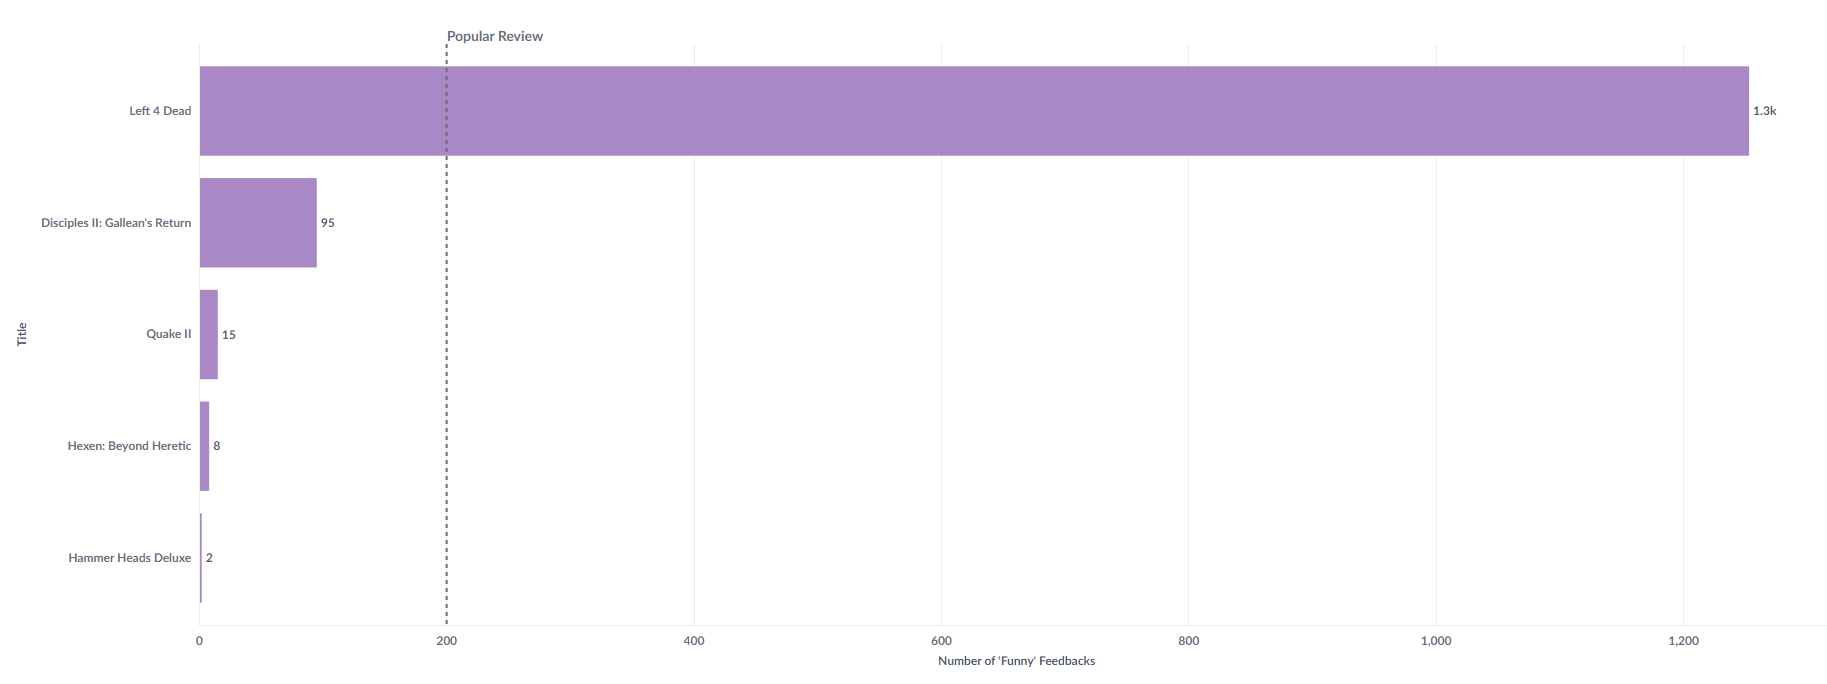 Popular Review
Left 4 Dead
1.3k
Disciples II: Gallean's Return
95
Quake II
15
Hexen: Beyond Heretic
8
Hammer Heads Deluxe
2
Title
0
200
400
600
800
1,000
1,200
Number of 'Funny' Feedbacks